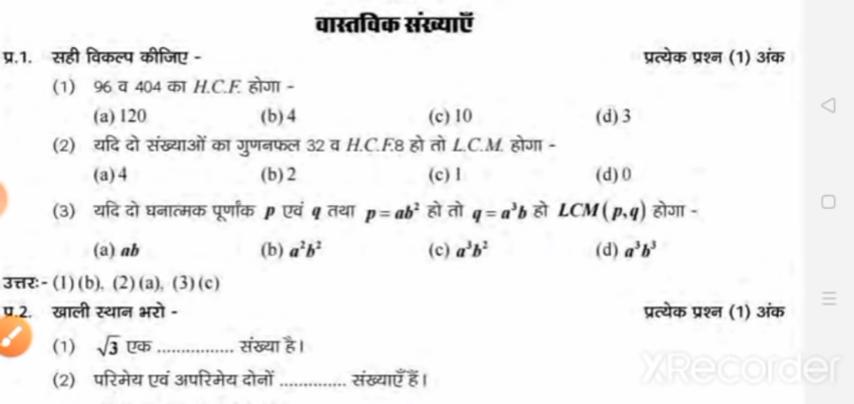 वास्तविक संख्याएँ
प्र.1. सही विकल्प कीजिए - प्रत्येक प्रश्न (1) अंक
(1) 96 व 404 का H.C.F. होगा -
(a) 120 (b) 4 (c) 10 (d) 3
(2) यदि दो संख्याओं का गुणनफल 32 व H.C.F.8 हो तो L.C.M. होगा -
(a) 4 (b) 2 (c) 1 (d) 0
(3) यदि दो घनात्मक पूर्णांक p एवं q तथा p = ab² हो तो q = a³b हो LCM (p,q) होगा -
(a) ab (b) a²b² (c) a³b² (d) a³b³
उत्तरः- (1) (b), (2) (a), (3) (c)
प्र.2. खाली स्थान भरो - प्रत्येक प्रश्न (1) अंक
(1) √3 एक ................ संख्या है।
(2) परिमेय एवं अपरिमेय दोनों .............. संख्याएँ हैं।
XRecorder